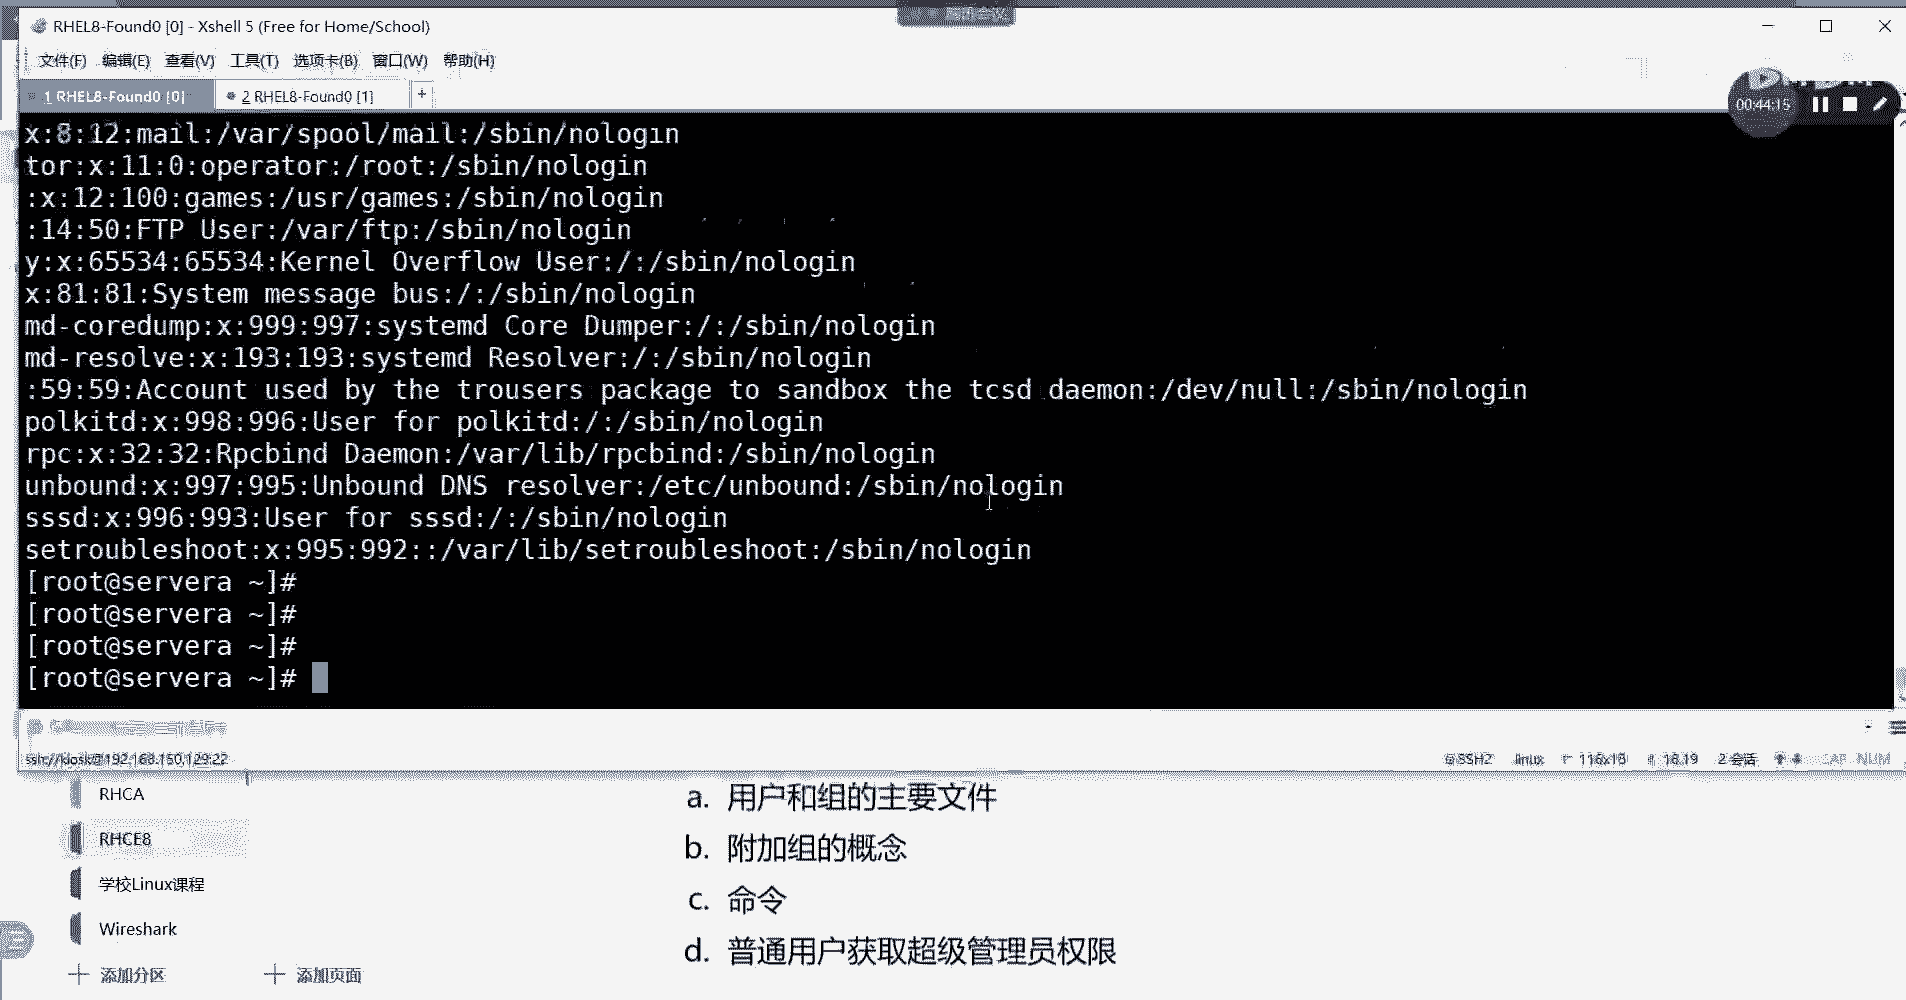 RHEL8-Found0 [0] - Xshell 5 (Free for Home/School)
文件(F) 编辑(E) 查看(V) 工具(T) 选项卡(B) 窗口(W) 帮助(H)
1 RHEL8-Found0 [0] 2 RHEL8-Found0 [1] +
00:44:15
x:8:12:mail:/var/spool/mail:/sbin/nologin
tor:x:11:0:operator:/root:/sbin/nologin
:x:12:100:games:/usr/games:/sbin/nologin
:14:50:FTP User:/var/ftp:/sbin/nologin
y:x:65534:65534:Kernel Overflow User:/:/sbin/nologin
x:81:81:System message bus:/:/sbin/nologin
md-coredump:x:999:997:systemd Core Dumper:/:/sbin/nologin
md-resolve:x:193:193:systemd Resolver:/:/sbin/nologin
:59:59:Account used by the trousers package to sandbox the tcsd daemon:/dev/null:/sbin/nologin
polkitd:x:998:996:User for polkitd:/:/sbin/nologin
rpc:x:32:32:Rpcbind Daemon:/var/lib/rpcbind:/sbin/nologin
unbound:x:997:995:Unbound DNS resolver:/etc/unbound:/sbin/nologin
sssd:x:996:993:User for sssd:/:/sbin/nologin
setroubleshoot:x:995:992::/var/lib/setroubleshoot:/sbin/nologin
[root@servera ~]#
[root@servera ~]#
[root@servera ~]#
[root@servera ~]#
ssh://kiosk@192.168.150.129:22 SSH2 linux 116x18 18,19 2 会话 CAP NUM
RHCA
RHCE8
学校Linux课程
Wireshark
添加分区 添加页面
a. 用户和组的主要文件
b. 附加组的概念
c. 命令
d. 普通用户获取超级管理员权限